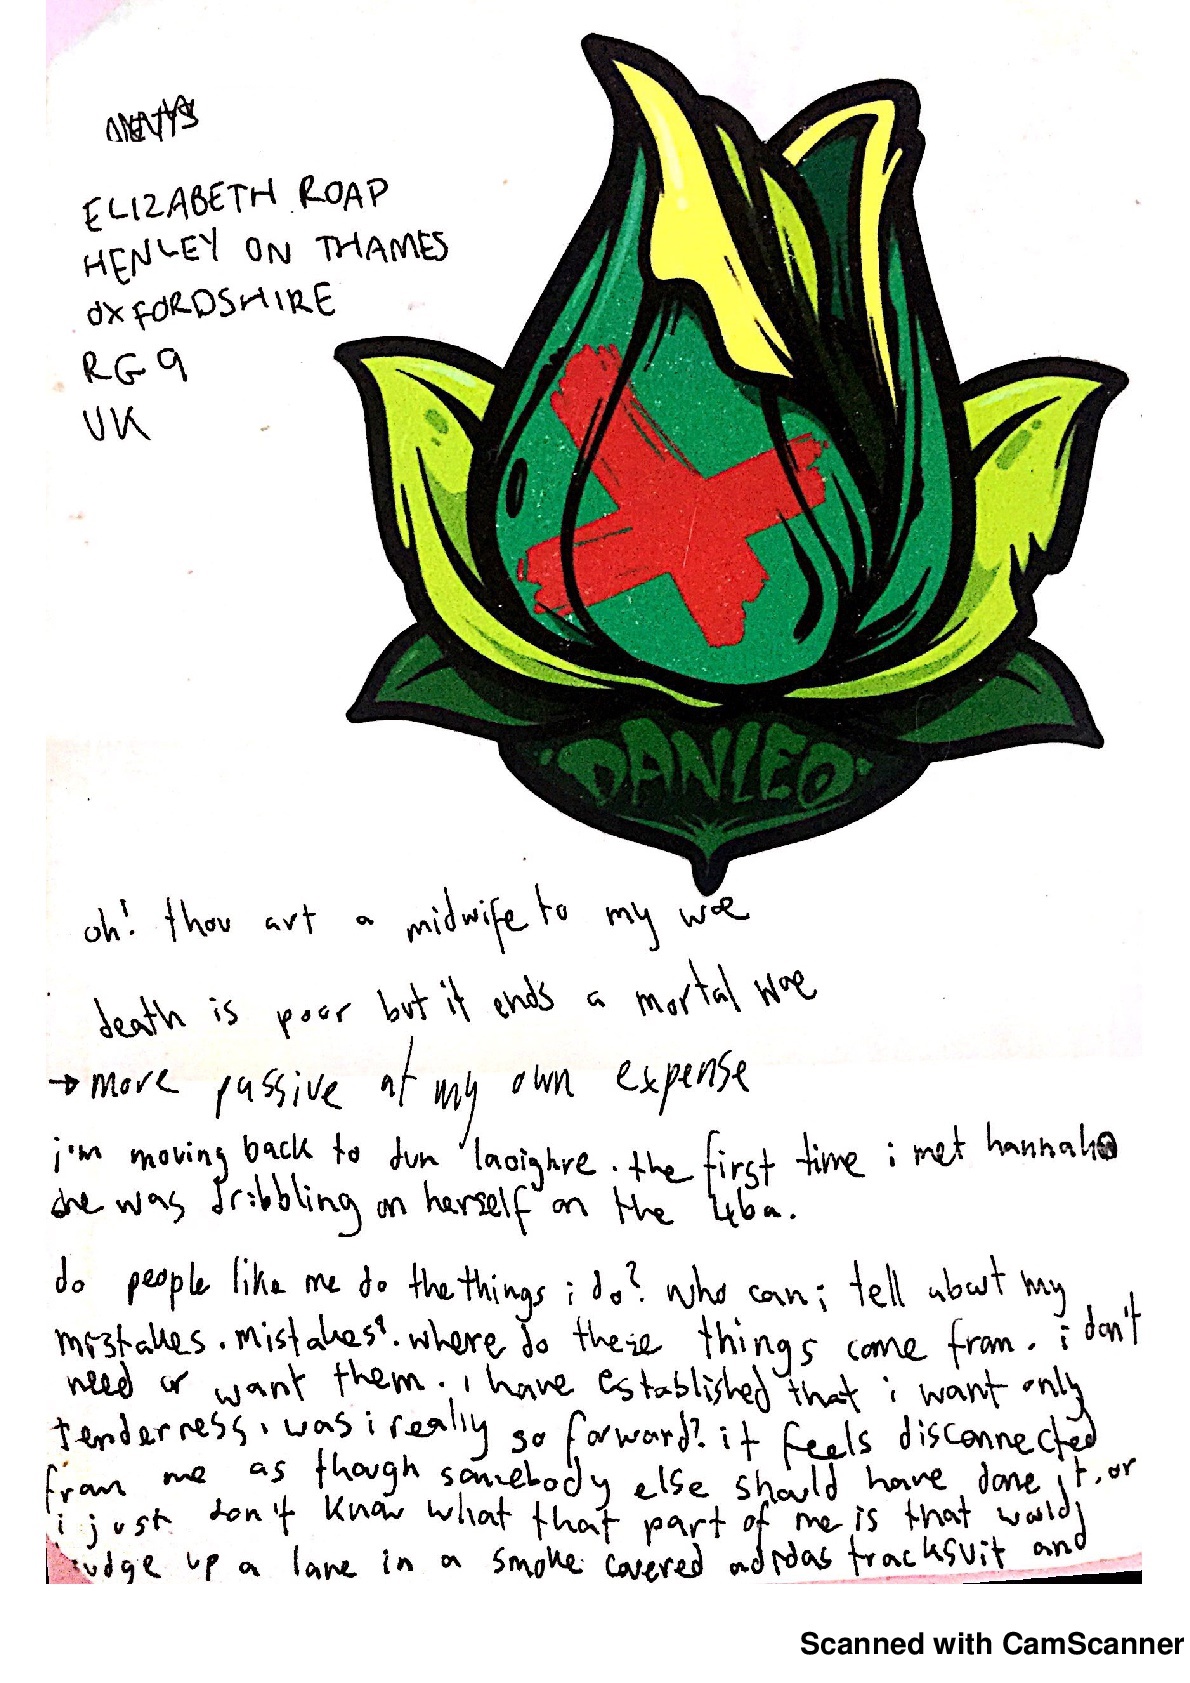 ELIZABETH ROAP
HENLEY ON THAMES
OXFORDSHIRE
RG9
UK
DANLEO
oh! thou art a midwife to my woe
death is poor but it ends a mortal woe
→ more passive at my own expense
i'm moving back to dun laoighre. the first time i met hannah
she was dribbling on herself on the 46a.
do people like me do the things i do? who can i tell about my
mistakes. mistakes?. where do these things come from. i don't
need or want them. i have established that i want only
tenderness. was i really so forward? it feels disconnected
from me as though somebody else should have done it. or
i just don't know what that part of me is that would
judge up a lane in a smoke covered adidas tracksuit and
Scanned with CamScanner